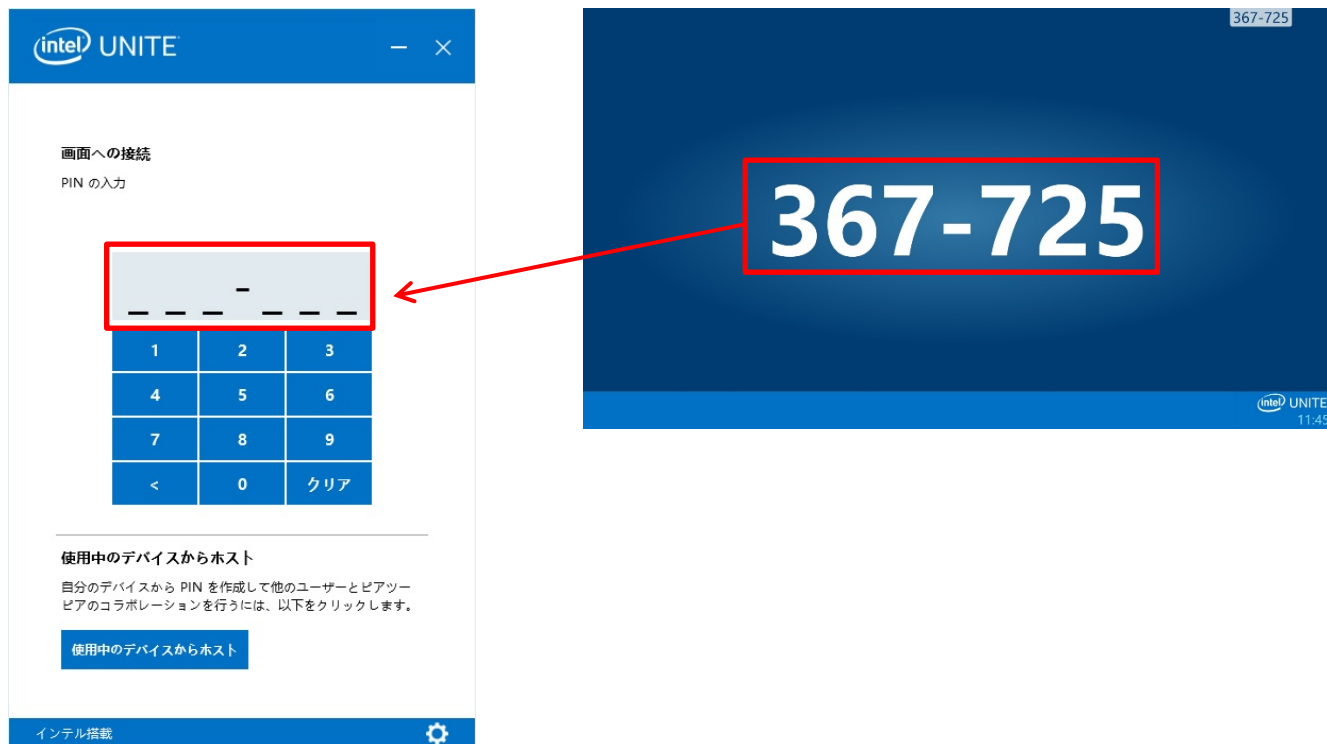 intel UNITE
画面への接続
PIN の入力
_ _ _ - _ _ _
1 2 3
4 5 6
7 8 9
< 0 クリア
使用中のデバイスからホスト
自分のデバイスから PIN を作成して他のユーザーとピアツー
ピアのコラボレーションを行うには、以下をクリックします。
使用中のデバイスからホスト
インテル搭載
367-725
367-725
intel UNITE
11:45